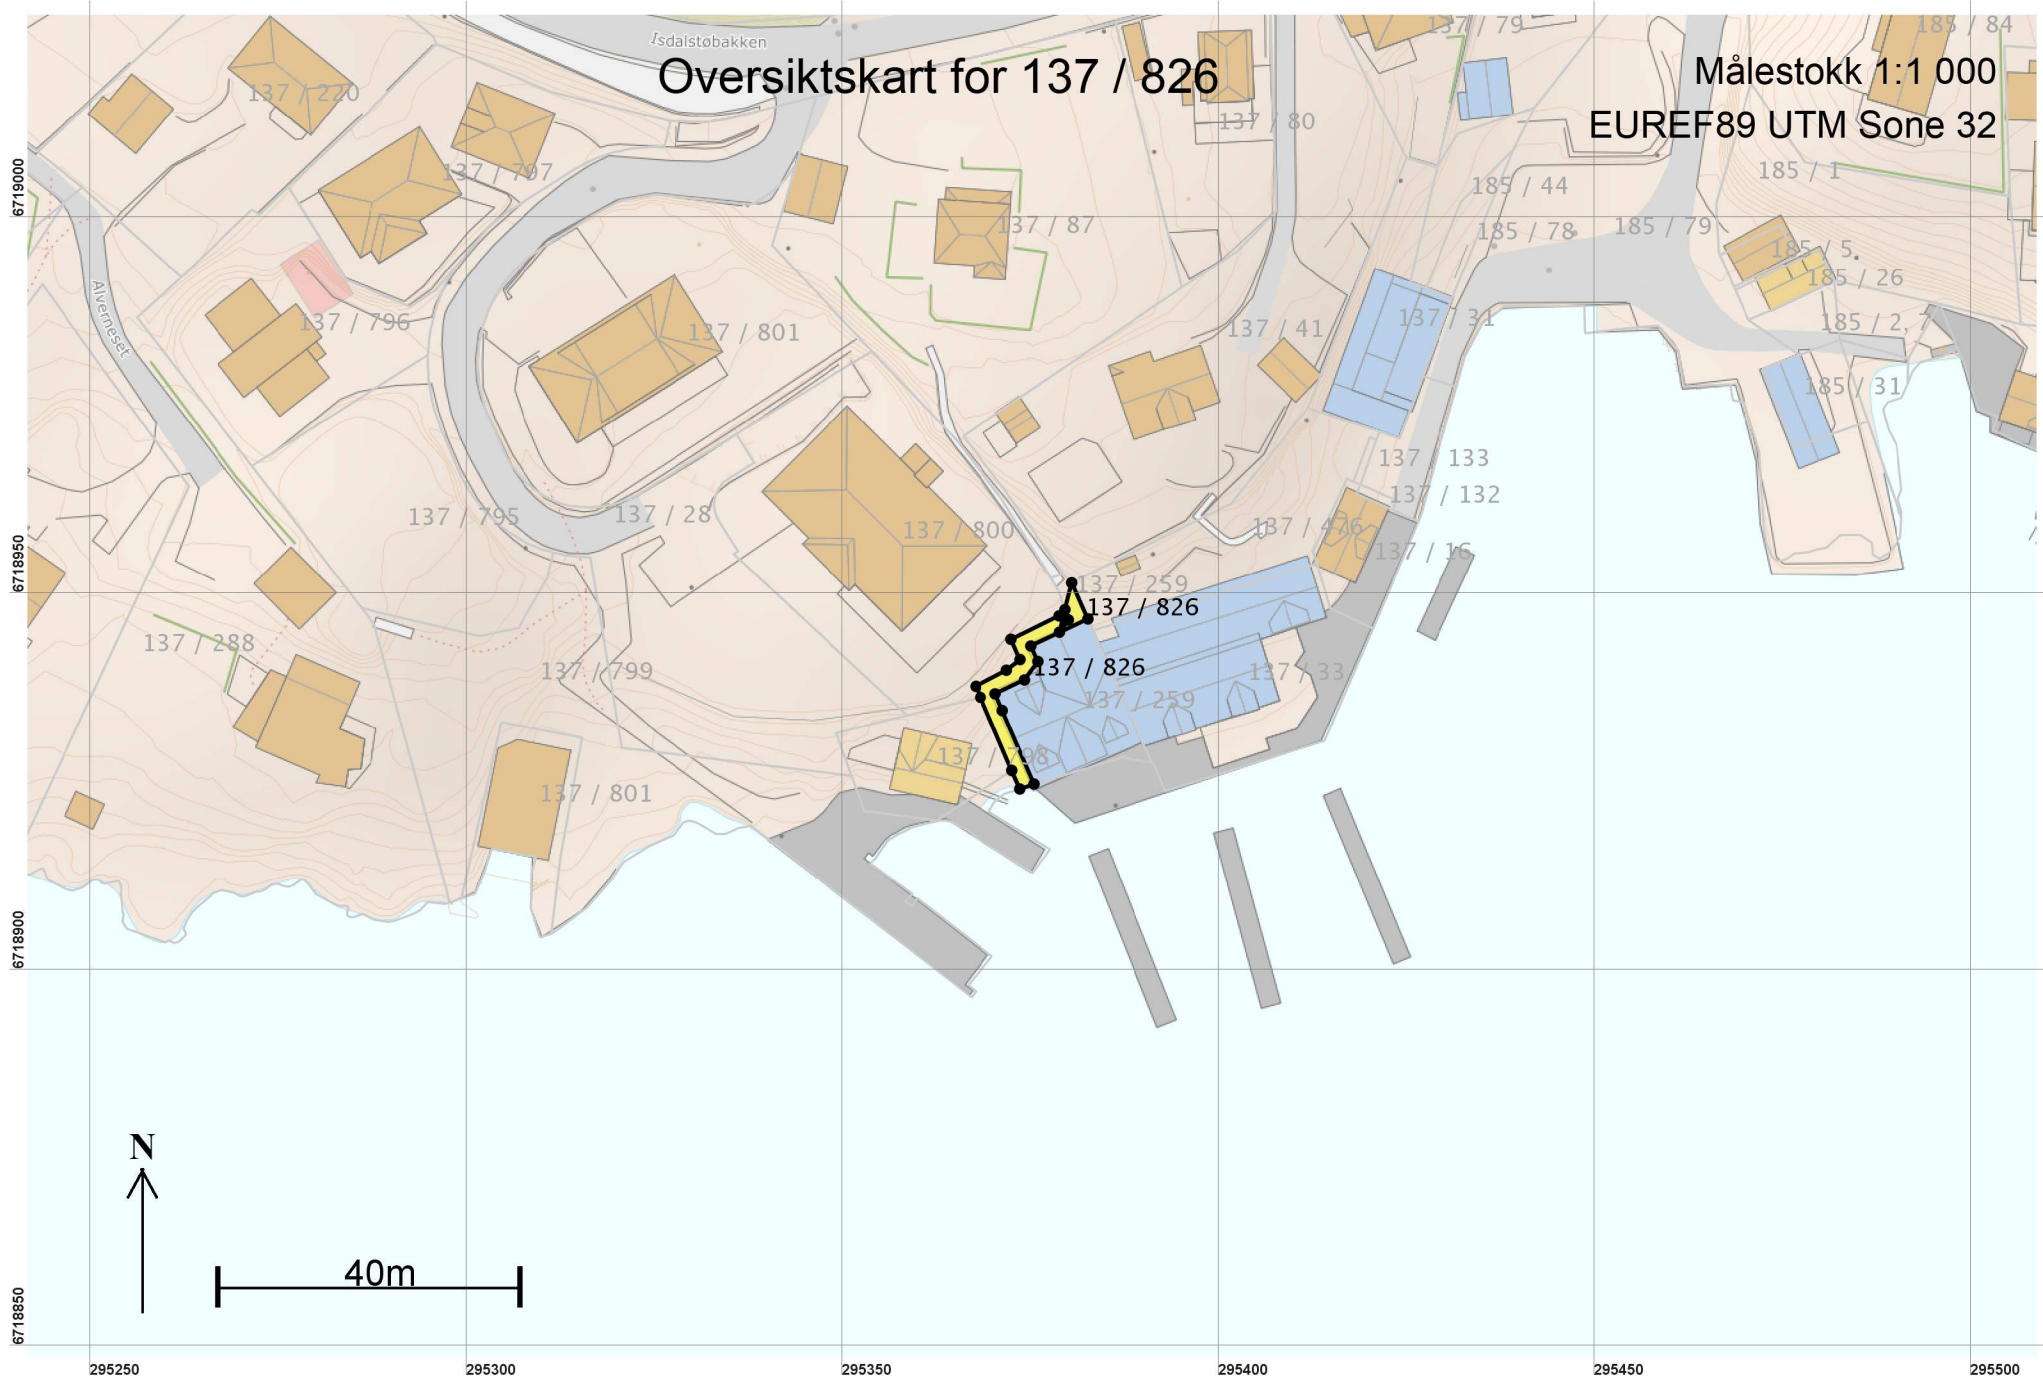 Isdalstøbakken
137 / 79
185 / 84
Oversiktskart for 137 / 826
Målestokk 1:1 000
EUREF89 UTM Sone 32
137 / 220
137 / 80
137 / 797
185 / 1
185 / 44
6719000
137 / 87
185 / 78
185 / 79
185 / 5
185 / 26
Alverneset
137 / 796
137 / 801
137 / 41
137 / 31
185 / 2,
185 / 31
137 / 133
137 / 132
137 / 795
137 / 28
137 / 800
137 / 476
137 / 16
6718950
137 / 259
137 / 826
137 / 288
137 / 799
137 / 826
137 / 33
137 / 259
137 / 798
137 / 801
6718900
N
40m
6718850
295250
295300
295350
295400
295450
295500